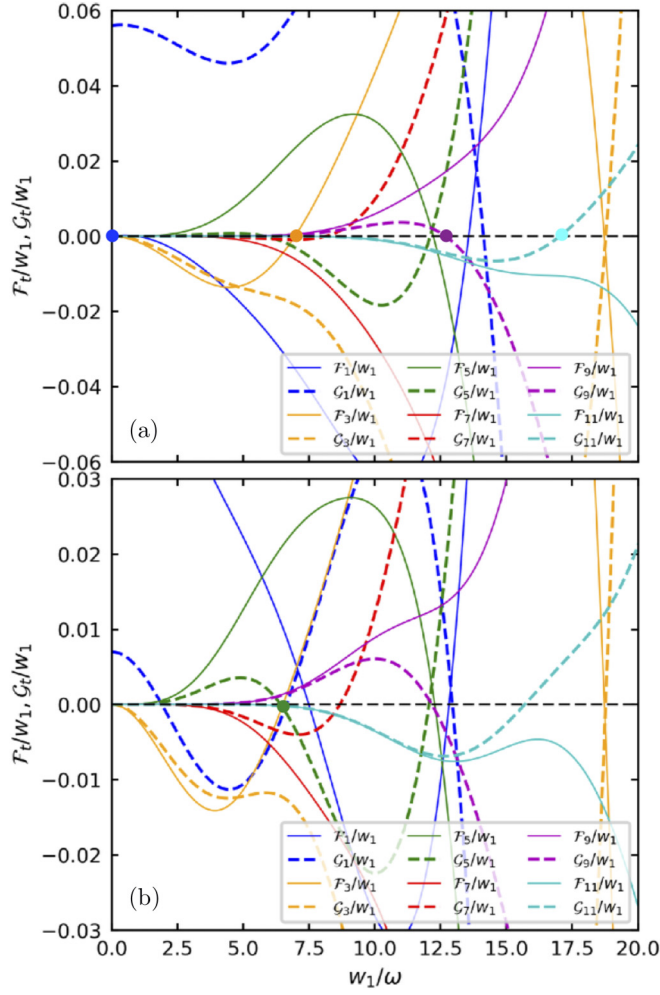 0.06
0.04
0.02
0.00
−0.02
−0.04
−0.06
ℱₜ/w₁, 𝒢ₜ/w₁
ℱ₁/w₁ ℱ₅/w₁ ℱ₉/w₁
𝒢₁/w₁ 𝒢₅/w₁ 𝒢₉/w₁
ℱ₃/w₁ ℱ₇/w₁ ℱ₁₁/w₁
𝒢₃/w₁ 𝒢₇/w₁ 𝒢₁₁/w₁
(a)
0.03
0.02
0.01
0.00
−0.01
−0.02
−0.03
ℱₜ/w₁, 𝒢ₜ/w₁
ℱ₁/w₁ ℱ₅/w₁ ℱ₉/w₁
𝒢₁/w₁ 𝒢₅/w₁ 𝒢₉/w₁
ℱ₃/w₁ ℱ₇/w₁ ℱ₁₁/w₁
𝒢₃/w₁ 𝒢₇/w₁ 𝒢₁₁/w₁
(b)
0.0 2.5 5.0 7.5 10.0 12.5 15.0 17.5 20.0
w₁/ω